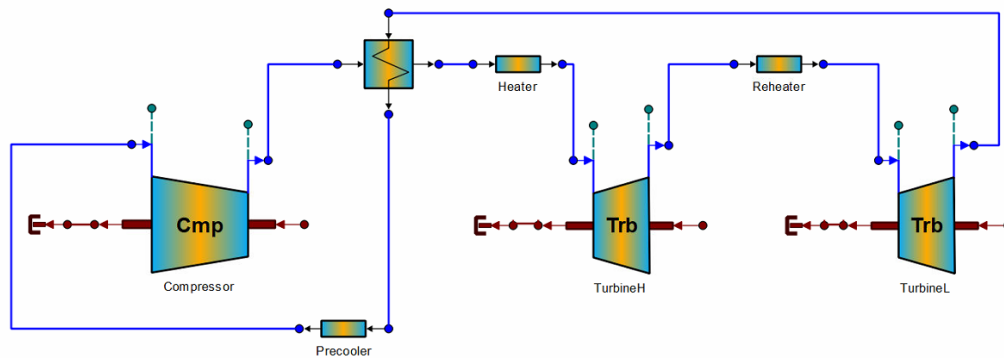 Heater
Reheater
Cmp
Trb
Trb
Compressor
TurbineH
TurbineL
Precooler